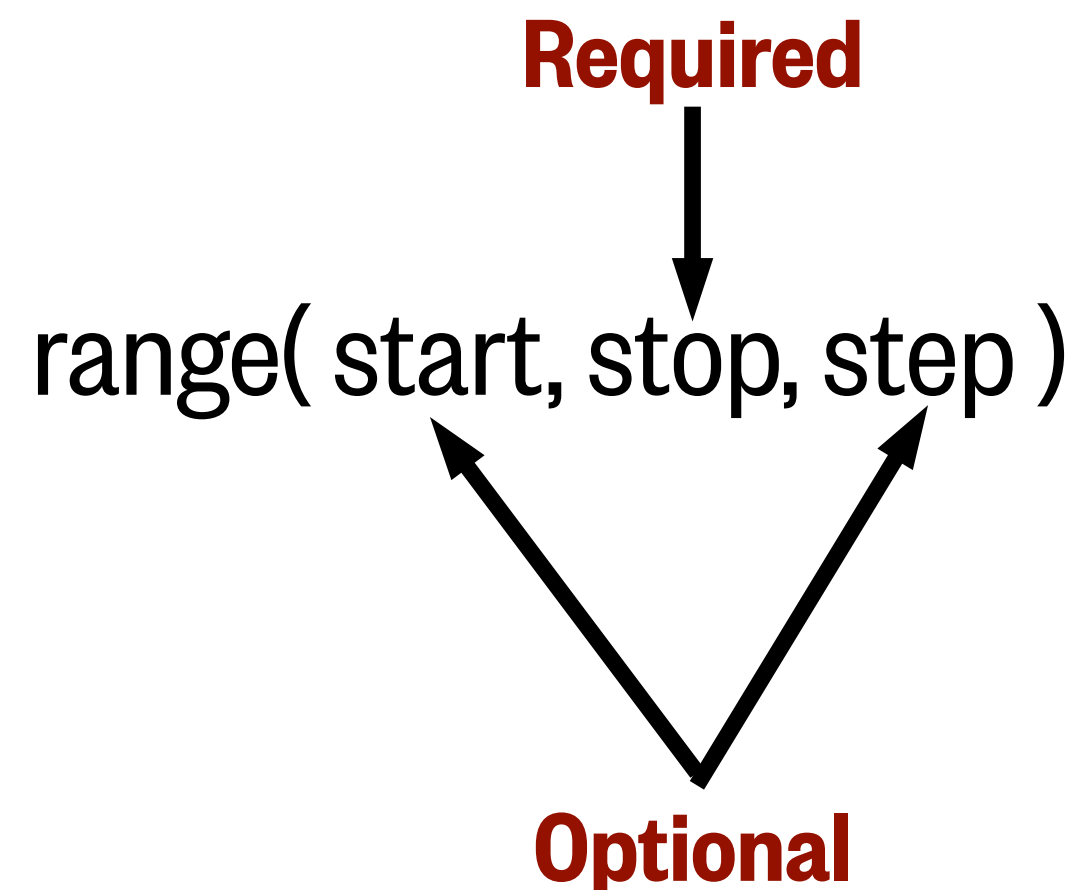 Required
range( start, stop, step )
Optional